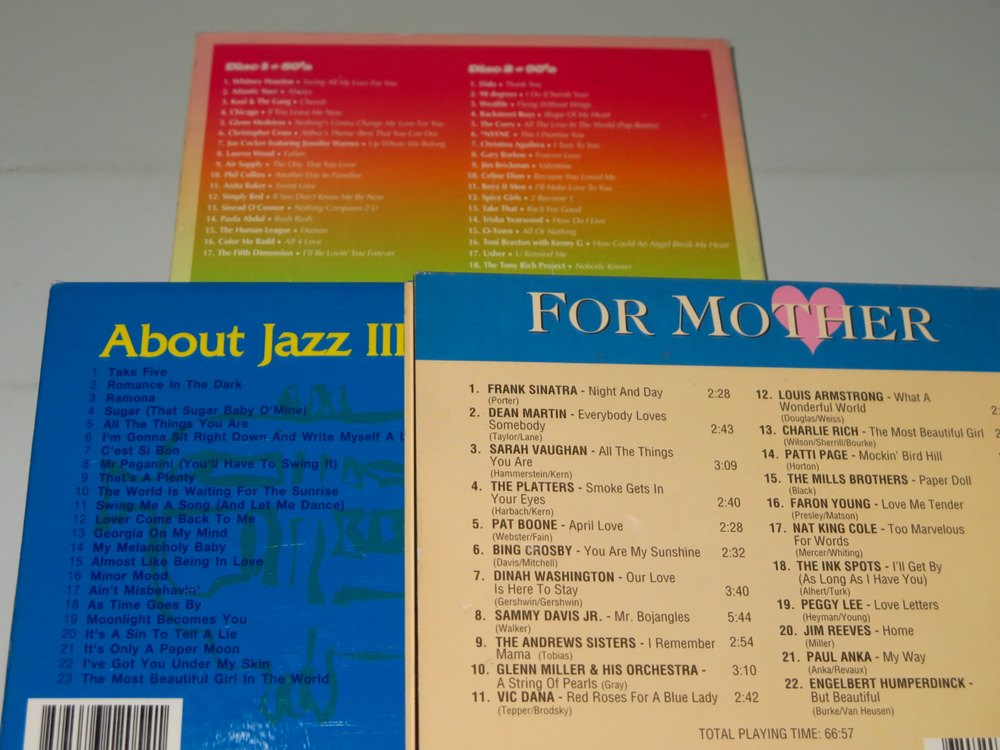 Disc 1 - 80's
1. Whitney Houston • Saving All My Love For You
2. Atlantic Starr • Always
3. Kool & The Gang • Cherish
4. Chicago • If You Leave Me Now
5. Glenn Medeiros • Nothing's Gonna Change My Love For You
6. Christopher Cross • Arthur's Theme (Best That You Can Do)
7. Joe Cocker featuring Jennifer Warnes • Up Where We Belong
8. Lauren Wood • Fallen
9. Air Supply • The One That You Love
10. Phil Collins • Another Day In Paradise
11. Anita Baker • Sweet Love
12. Simply Red • If You Don't Know Me By Now
13. Sinead O'Connor • Nothing Compares 2 U
14. Paula Abdul • Rush Rush
15. The Human League • Human
16. Color Me Badd • All 4 Love
17. The Fifth Dimension • I'll Be Lovin' You Forever
Disc 2 - 90's
1. Dido • Thank You
2. 98 degrees • I Do (Cherish You)
3. Westlife • Flying Without Wings
4. Backstreet Boys • Shape Of My Heart
5. The Corrs • All The Love In The World (Pop Remix)
6. *NSYNC • This I Promise You
7. Christina Aguilera • I Turn To You
8. Gary Barlow • Forever Love
9. Jim Brickman • Valentine
10. Celine Dion • Because You Loved Me
11. Boyz II Men • I'll Make Love To You
12. Spice Girls • 2 Become 1
13. Take That • Back For Good
14. Trisha Yearwood • How Do I Live
15. O-Town • All Or Nothing
16. Toni Braxton with Kenny G • How Could An Angel Break My Heart
17. Usher • U Remind Me
18. The Tony Rich Project • Nobody Knows
About Jazz III
1 Take Five
2 Romance In The Dark
3 Ramona
4 Sugar (That Sugar Baby O'Mine)
5 All The Things You Are
6 I'm Gonna Sit Right Down And Write Myself A L
7 C'est Si Bon
8 Mr.Paganini (You'll Have To Swing It)
9 That's A Plenty
10 The World Is Waiting For The Sunrise
11 Swing Me A Song (And Let Me Dance)
12 Lover Come Back To Me
13 Georgia On My Mind
14 My Melancholy Baby
15 Almost Like Being In Love
16 Minor Mood
17 Ain't Misbehavin'
18 As Time Goes By
19 Moonlight Becomes You
20 It's A Sin To Tell A Lie
21 It's Only A Paper Moon
22 I've Got You Under My Skin
23 The Most Beautiful Girl In The World
FOR MOTHER
1. FRANK SINATRA - Night And Day 2:28
(Porter)
2. DEAN MARTIN - Everybody Loves
Somebody 2:43
(Taylor/Lane)
3. SARAH VAUGHAN - All The Things
You Are 3:09
(Hammerstein/Kern)
4. THE PLATTERS - Smoke Gets In
Your Eyes 2:40
(Harbach/Kern)
5. PAT BOONE - April Love 2:28
(Webster/Fain)
6. BING CROSBY - You Are My Sunshine 2:32
(Davis/Mitchell)
7. DINAH WASHINGTON - Our Love
Is Here To Stay 3:40
(Gershwin/Gershwin)
8. SAMMY DAVIS JR. - Mr. Bojangles 5:44
(Walker)
9. THE ANDREWS SISTERS - I Remember 2:54
Mama (Tobias)
10. GLENN MILLER & HIS ORCHESTRA - 3:10
A String Of Pearls (Gray)
11. VIC DANA - Red Roses For A Blue Lady 2:42
(Tepper/Brodsky)
12. LOUIS ARMSTRONG - What A
Wonderful World
(Douglas/Weiss)
13. CHARLIE RICH - The Most Beautiful Girl
(Wilson/Sherrill/Bourke)
14. PATTI PAGE - Mockin' Bird Hill
(Horton)
15. THE MILLS BROTHERS - Paper Doll
(Black)
16. FARON YOUNG - Love Me Tender
(Presley/Matson)
17. NAT KING COLE - Too Marvelous
For Words
(Mercer/Whiting)
18. THE INK SPOTS - I'll Get By
(As Long As I Have You)
(Alhert/Turk)
19. PEGGY LEE - Love Letters
(Heyman/Young)
20. JIM REEVES - Home
(Miller)
21. PAUL ANKA - My Way
(Anka/Revaux)
22. ENGELBERT HUMPERDINCK -
But Beautiful
(Burke/Van Heusen)
TOTAL PLAYING TIME: 66:57